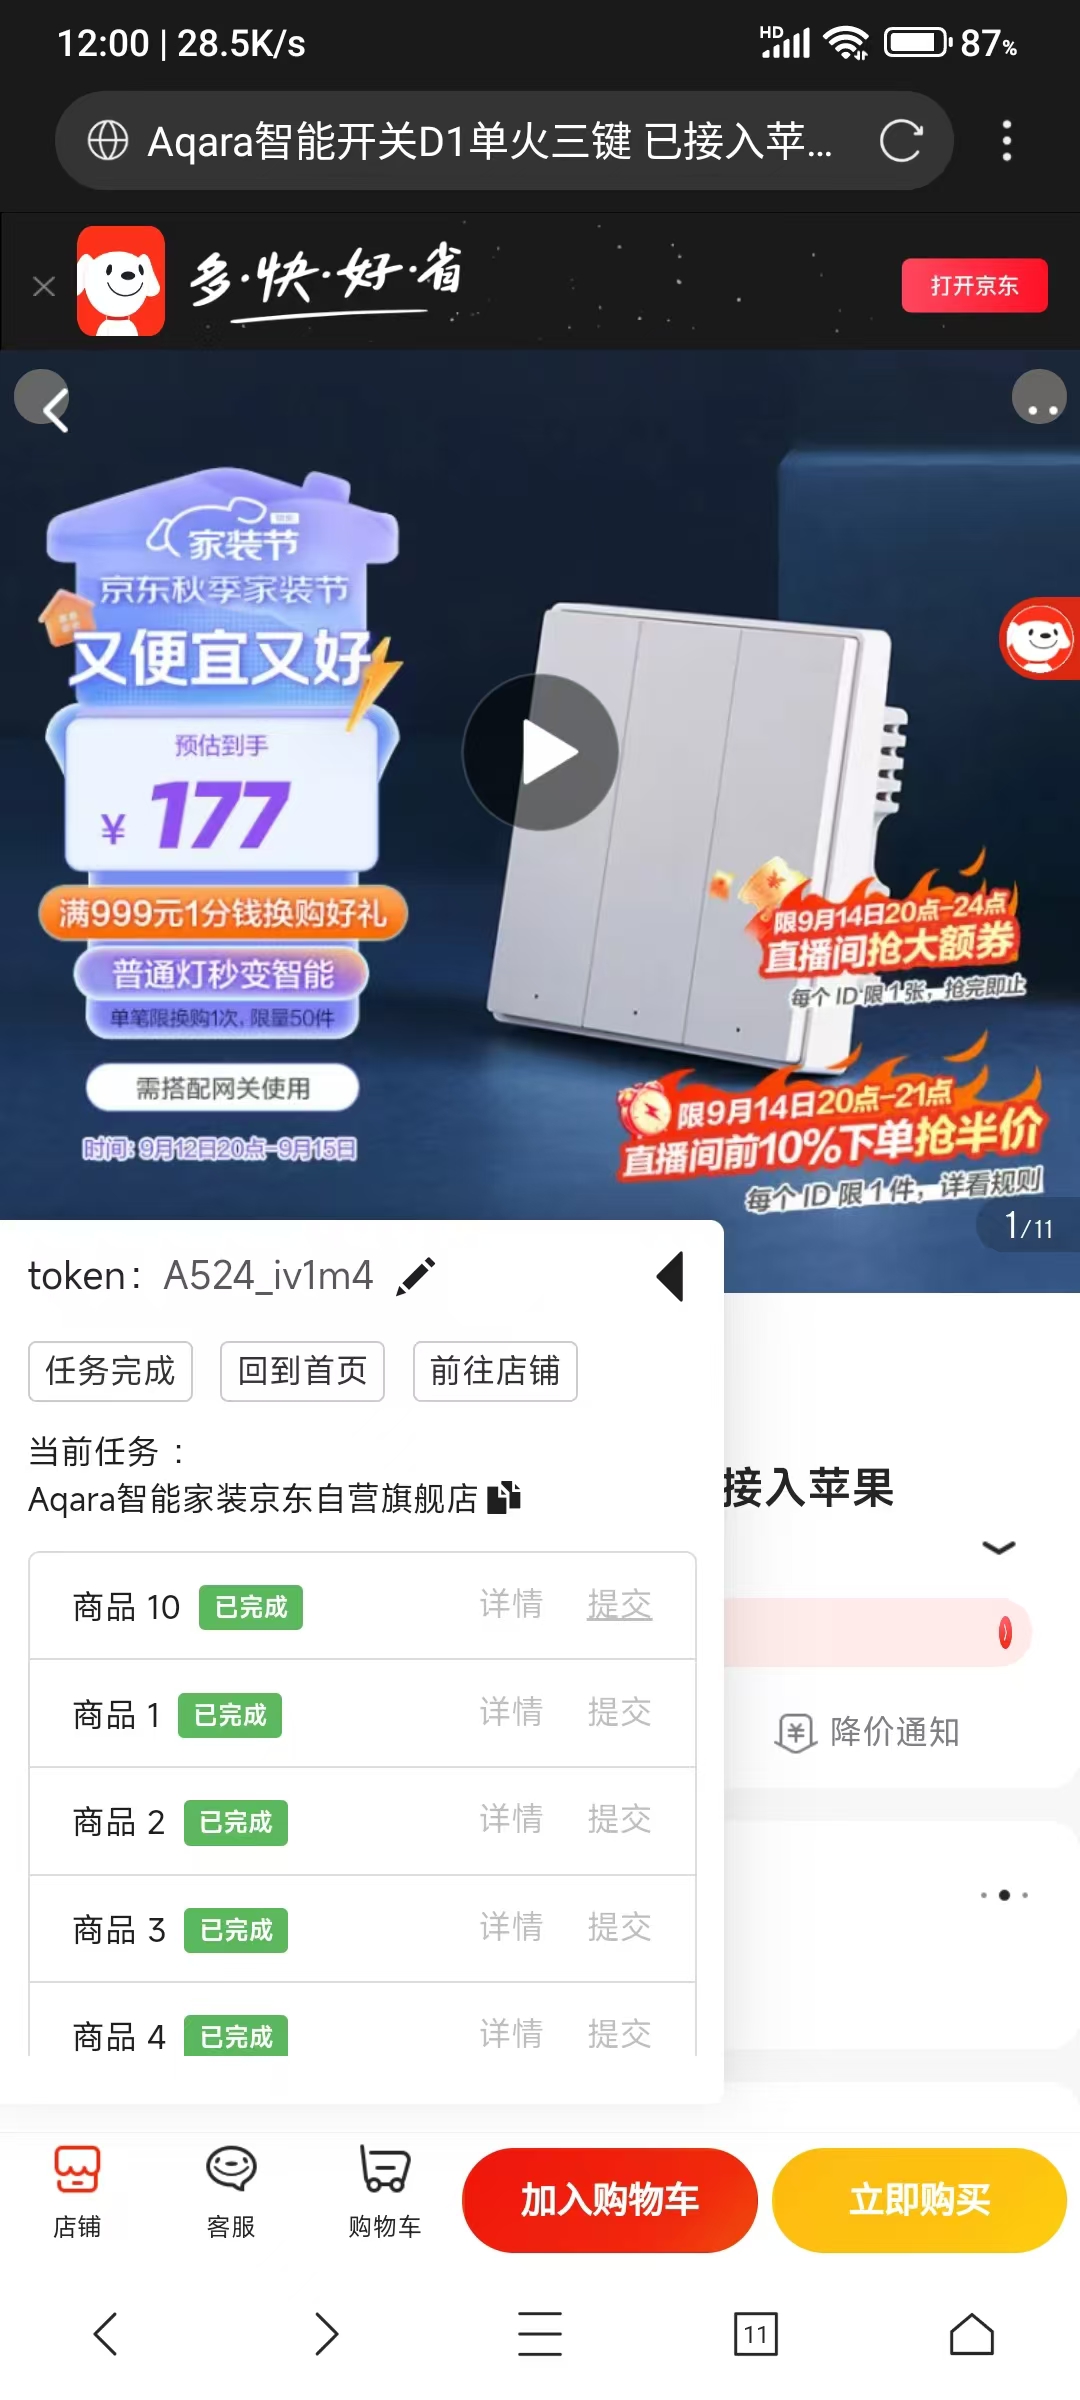 12:00 | 28.5K/s
HD
87%
Aqara智能开关D1单火三键 已接入苹...
多·快·好·省
打开京东
家装节
京东秋季家装节
又便宜又好
预估到手
¥ 177
满999元1分钱换购好礼
普通灯秒变智能
单笔限换购1次，限量50件
需搭配网关使用
时间：9月12日20点-9月15日
限9月14日20点-24点
直播间抢大额券
每个ID限1张，抢完即止
限9月14日20点-21点
直播间前10%下单抢半价
每个ID限1件，详看规则
1/11
token： A524_iv1m4
任务完成
回到首页
前往店铺
当前任务 ：
Aqara智能家装京东自营旗舰店
接入苹果
商品 10 已完成 详情 提交
商品 1 已完成 详情 提交
降价通知
商品 2 已完成 详情 提交
商品 3 已完成 详情 提交
商品 4 已完成 详情 提交
店铺
客服
购物车
加入购物车
立即购买
11